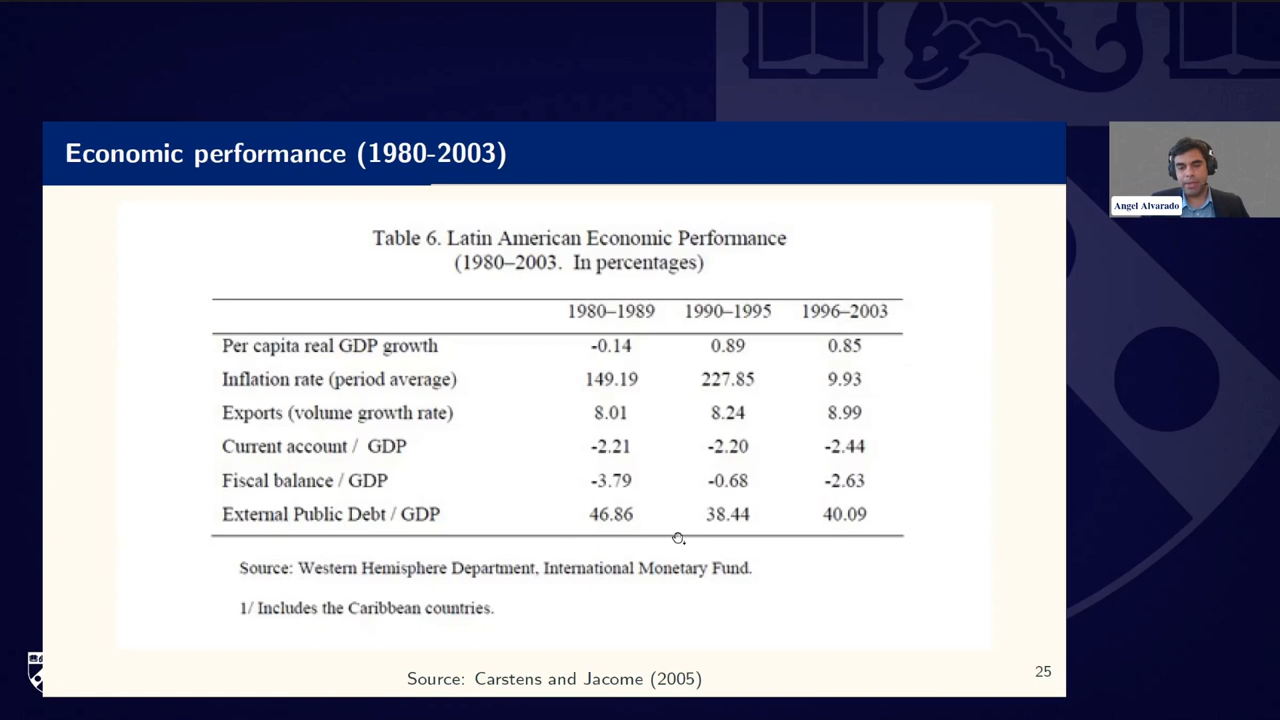 Economic performance (1980-2003)
Angel Alvarado
Table 6. Latin American Economic Performance
(1980–2003. In percentages)
1980–1989 1990–1995 1996–2003
Per capita real GDP growth -0.14 0.89 0.85
Inflation rate (period average) 149.19 227.85 9.93
Exports (volume growth rate) 8.01 8.24 8.99
Current account / GDP -2.21 -2.20 -2.44
Fiscal balance / GDP -3.79 -0.68 -2.63
External Public Debt / GDP 46.86 38.44 40.09
Source: Western Hemisphere Department, International Monetary Fund.
1/ Includes the Caribbean countries.
Source: Carstens and Jacome (2005)
25